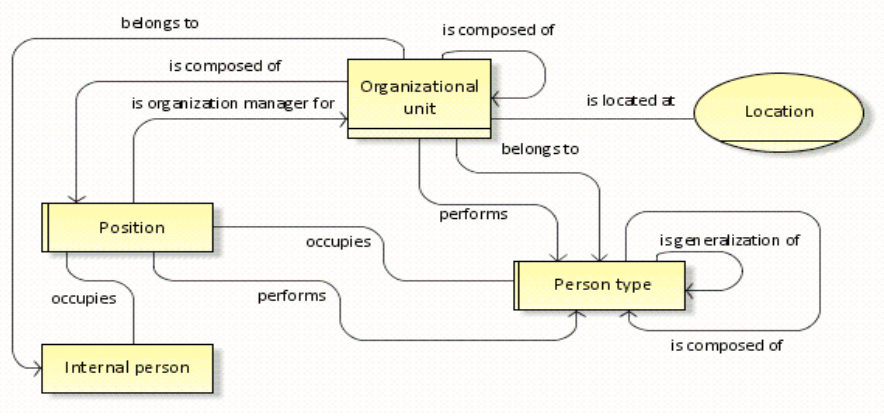 belongs to
is composed of
is composed of
Organizational
unit
is organization manager for
is located at
Location
belongs to
performs
Position
occupies
is generalization of
Person type
occupies
performs
is composed of
Internal person